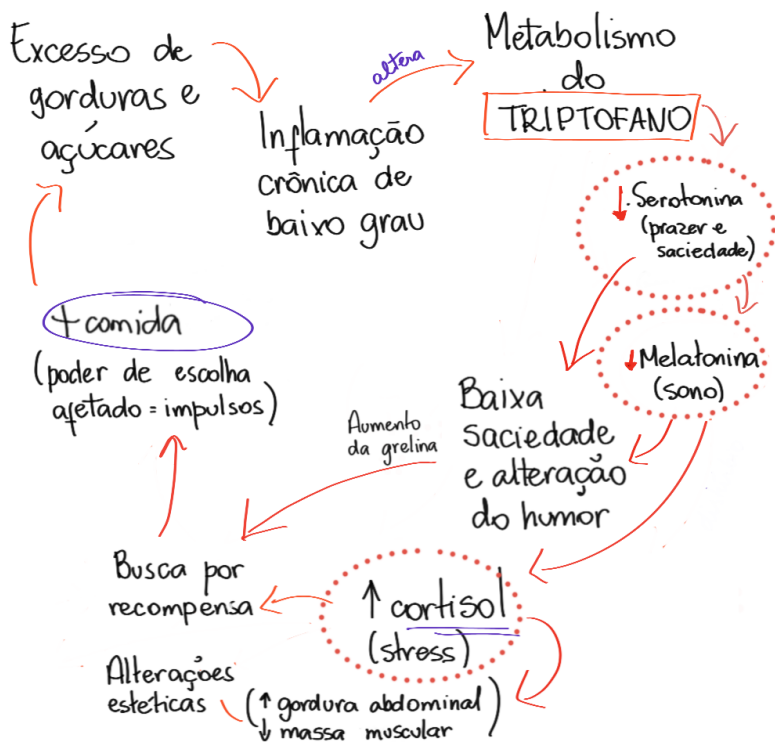 Excesso de
gorduras e
açúcares
Inflamação
crônica de
baixo grau
altera
Metabolismo
do
TRIPTOFANO
↓ Serotonina
(prazer e
saciedade)
↓ Melatonina
(sono)
Baixa
saciedade
e alteração
do humor
Aumento
da grelina
↑ cortisol
(stress)
(↑ gordura abdominal
↓ massa muscular)
Alterações
estéticas
Busca por
recompensa
+ comida
(poder de escolha
afetado = impulsos)